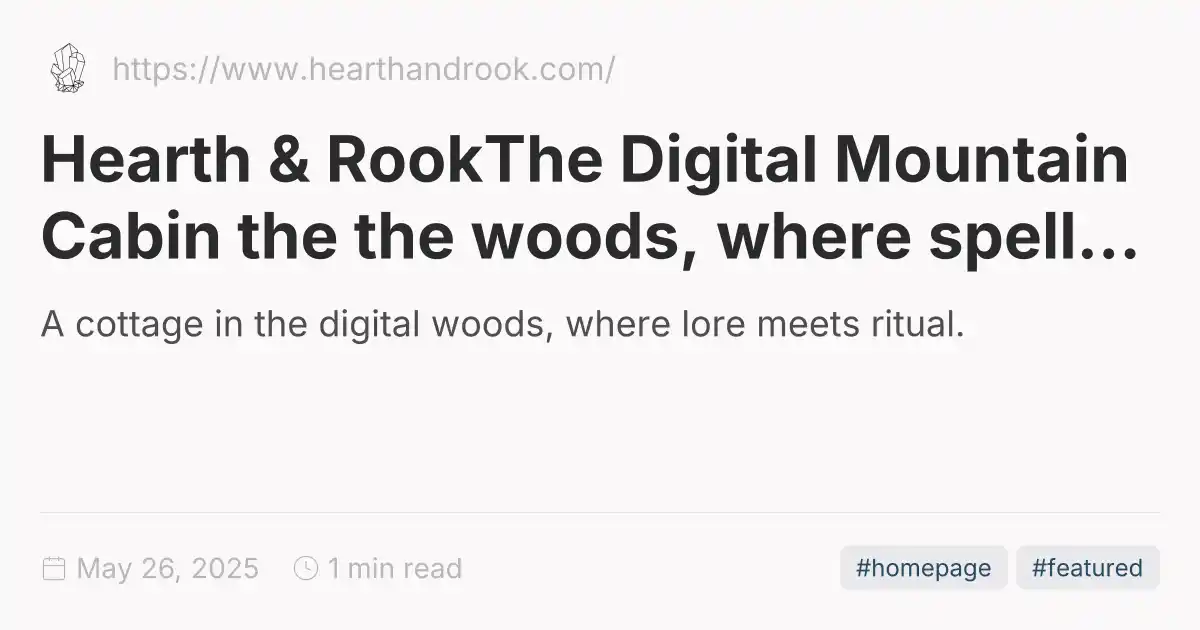 https://www.hearthandrook.com/
Hearth & RookThe Digital Mountain
Cabin the the woods, where spell...
A cottage in the digital woods, where lore meets ritual.
May 26, 2025 1 min read #homepage #featured